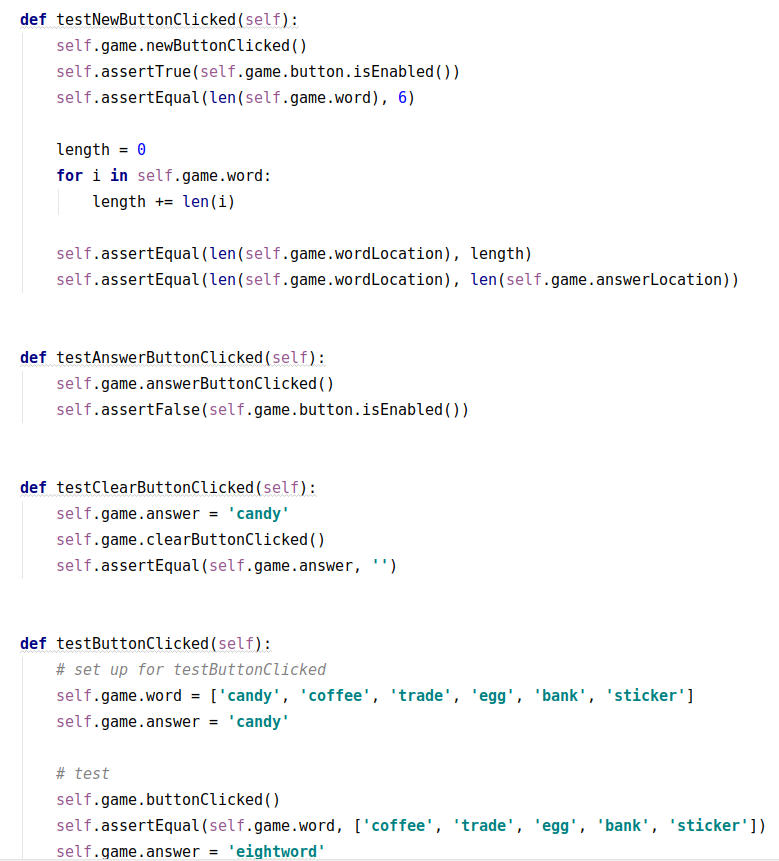 def testNewButtonClicked(self):
    self.game.newButtonClicked()
    self.assertTrue(self.game.button.isEnabled())
    self.assertEqual(len(self.game.word), 6)

    length = 0
    for i in self.game.word:
        length += len(i)

    self.assertEqual(len(self.game.wordLocation), length)
    self.assertEqual(len(self.game.wordLocation), len(self.game.answerLocation))


def testAnswerButtonClicked(self):
    self.game.answerButtonClicked()
    self.assertFalse(self.game.button.isEnabled())


def testClearButtonClicked(self):
    self.game.answer = 'candy'
    self.game.clearButtonClicked()
    self.assertEqual(self.game.answer, '')


def testButtonClicked(self):
    # set up for testButtonClicked
    self.game.word = ['candy', 'coffee', 'trade', 'egg', 'bank', 'sticker']
    self.game.answer = 'candy'

    # test
    self.game.buttonClicked()
    self.assertEqual(self.game.word, ['coffee', 'trade', 'egg', 'bank', 'sticker'])
    self.game.answer = 'eightword'